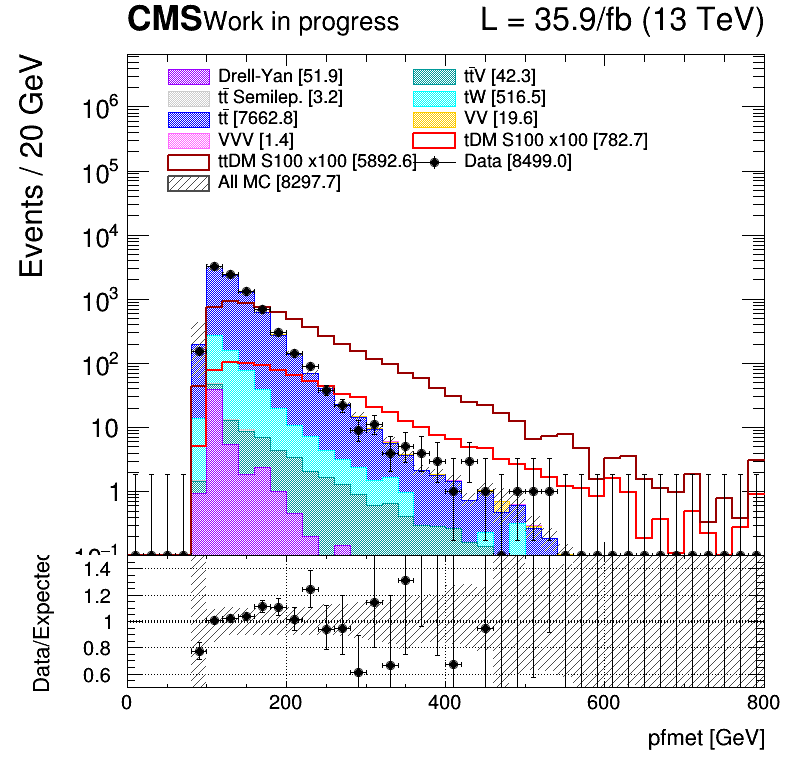 CMS Work in progress L = 35.9/fb (13 TeV)
Events / 20 GeV
Drell-Yan [51.9] tt̄V [42.3]
tt̄ Semilep. [3.2] tW [516.5]
tt̄ [7662.8] VV [19.6]
VVV [1.4] tDM S100 x100 [782.7]
ttDM S100 x100 [5892.6] Data [8499.0]
All MC [8297.7]
10⁶
10⁵
10⁴
10³
10²
10
1
10⁻¹
Data/Expected
1.4
1.2
1
0.8
0.6
0 200 400 600 800
pfmet [GeV]